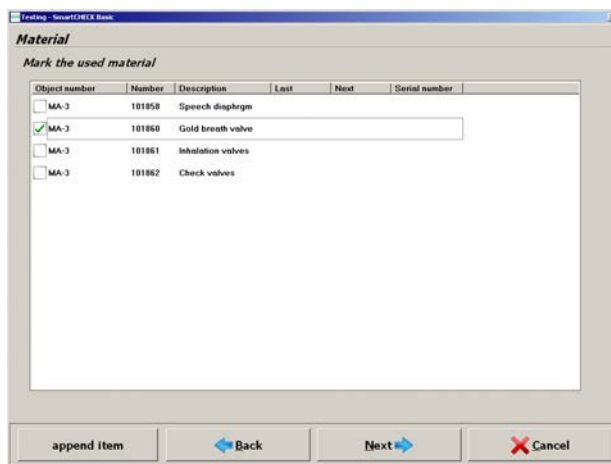 Testing - SmartCHECK Basic
Material
Mark the used material
Object number Number Description Last Next Serial number
MA-3 101858 Speech diaphrgm
MA-3 101860 Gold breath valve
MA-3 101861 Inhalation valves
MA-3 101862 Check valves
append item Back Next Cancel